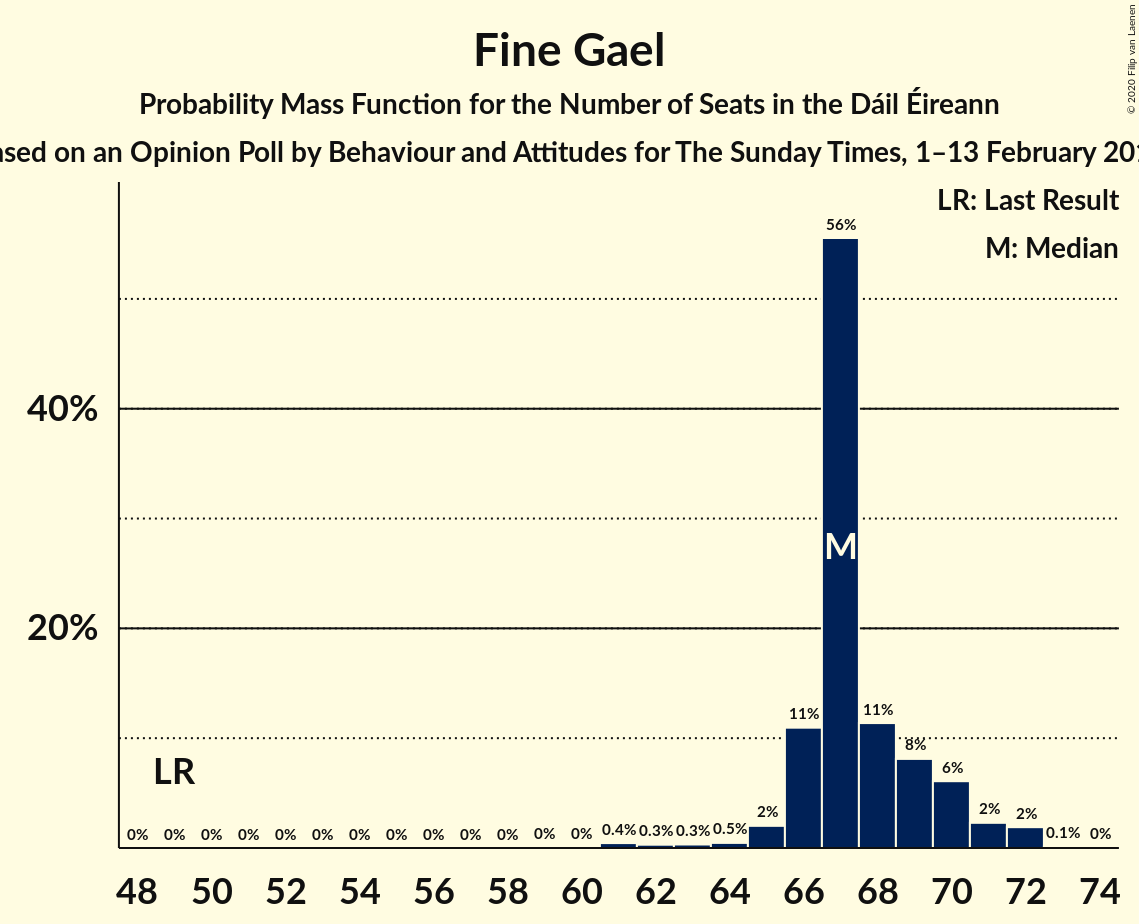 Fine Gael
Probability Mass Function for the Number of Seats in the Dáil Éireann
on an Opinion Poll by Behaviour and Attitudes for The Sunday Times, 1–13 February
© 2020 Filip van Laenen
LR: Last Result
M: Median
56%
40%
M
20%
11% 11%
8%
LR
6%
2% 2% 2%
0% 0% 0% 0% 0% 0% 0% 0% 0% 0% 0% 0% 0% 0.4% 0.3% 0.3% 0.5% 0.1% 0%
48 50 52 54 56 58 60 62 64 66 68 70 72 74